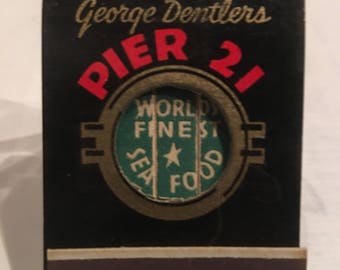 George Dentlers
PIER 21
WORLDS
FINEST
SEA FOOD